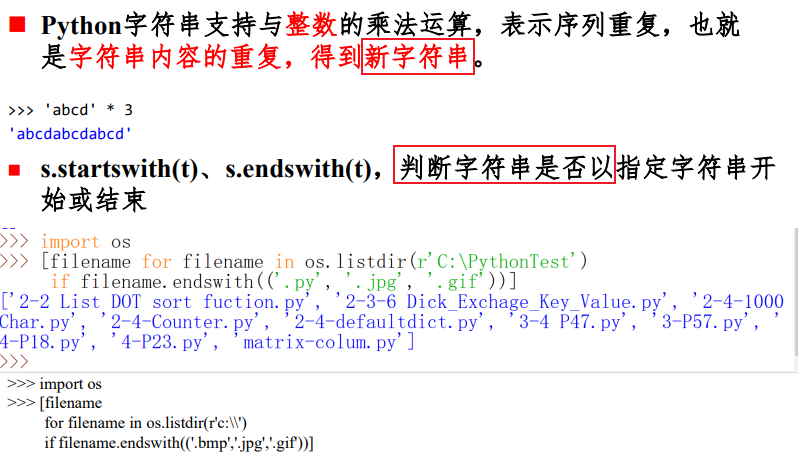 Python字符串支持与整数的乘法运算，表示序列重复，也就
是字符串内容的重复，得到新字符串。
>>> 'abcd' * 3
'abcdabcdabcd'
s.startswith(t)、s.endswith(t)，判断字符串是否以指定字符串开
始或结束
>>> import os
>>> [filename for filename in os.listdir(r'C:\PythonTest')
if filename.endswith(('.py', '.jpg', '.gif'))]
['2-2 List DOT sort fuction.py', '2-3-6 Dick_Exchage_Key_Value.py', '2-4-1000
Char.py', '2-4-Counter.py', '2-4-defaultdict.py', '3-4 P47.py', '3-P57.py', '
4-P18.py', '4-P23.py', 'matrix-colum.py']
>>>
>>> import os
>>> [filename
for filename in os.listdir(r'c:\\')
if filename.endswith(('.bmp','.jpg','.gif'))]